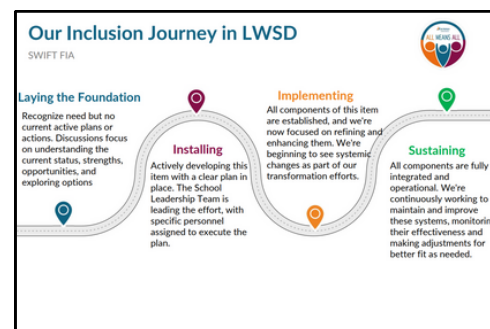 Our Inclusion Journey in LWSD
SWIFT FIA
ALL MEANS ALL
Laying the Foundation
Recognize need but no
current active plans or
actions. Discussions focus
on understanding the
current status, strengths,
opportunities, and
exploring options
Installing
Actively developing this
item with a clear plan in
place. The School
Leadership Team is
leading the effort, with
specific personnel
assigned to execute the
plan.
Implementing
All components of this item
are established, and we're
now focused on refining and
enhancing them. We're
beginning to see systemic
changes as part of our
transformation efforts.
Sustaining
All components are fully
integrated and
operational. We're
continuously working to
maintain and improve
these systems, monitorin
their effectiveness and
making adjustments for
better fit as needed.